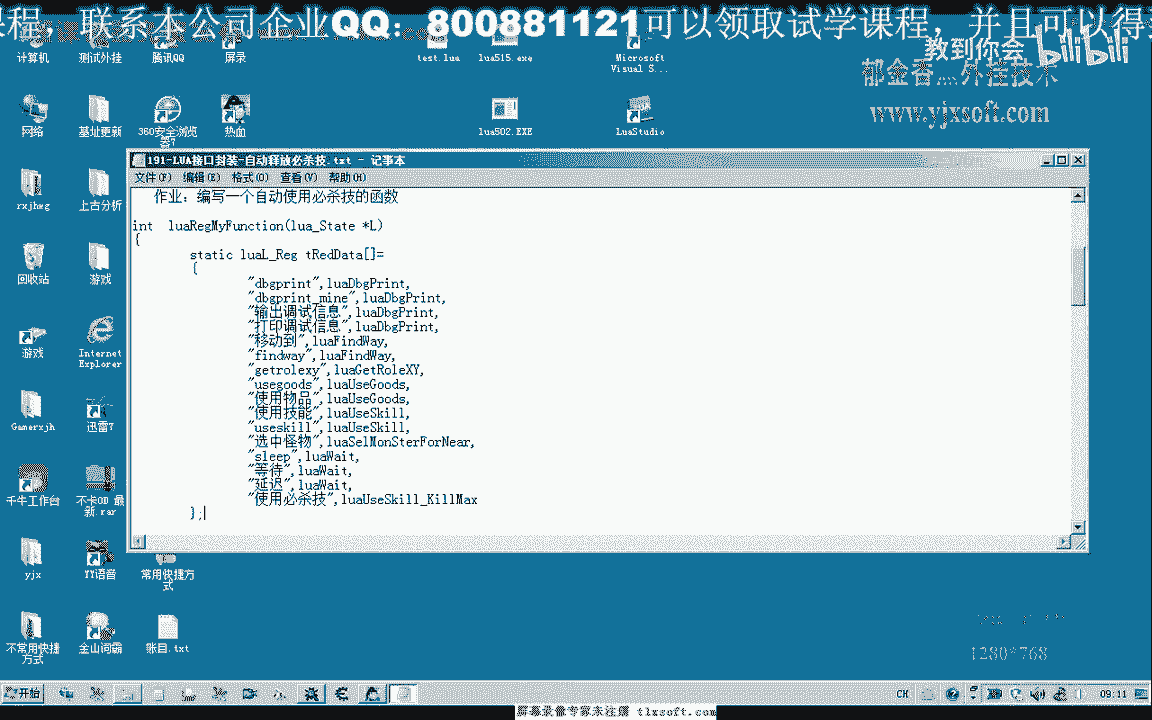 课程，联系本公司企业QQ：800881121可以领取试学课程，并且可以得到
教到你会 bilibili
郁金香....外挂技术
www.yjxsoft.com
计算机
测试外挂
腾讯QQ
屏录
test.lua
lua515.exe
Microsoft Visual S...
网络
基址更新
360安全浏览器7
热血
lua502.EXE
LuaStudio
191-LUA接口封装-自动释放必杀技.txt - 记事本
文件(F) 编辑(E) 格式(O) 查看(V) 帮助(H)
作业：编写一个自动使用必杀技的函数
int luaRegMyFunction(lua_State *L)
{
static luaL_Reg tRedData[]=
{
"dbgprint",luaDbgPrint,
"dbgprint_mine",luaDbgPrint,
"输出调试信息",luaDbgPrint,
"打印调试信息",luaDbgPrint,
"移动到",luaFindWay,
"findway",luaFindWay,
"getrolexy",luaGetRoleXY,
"usegoods",luaUseGoods,
"使用物品",luaUseGoods,
"使用技能",luaUseSkill,
"useskill",luaUseSkill,
"选中怪物",luaSelMonSterForNear,
"sleep",luaWait,
"等待",luaWait,
"延迟",luaWait,
"使用必杀技",luaUseSkill_KillMax
};
rxjhwg
上古分析
回收站
游戏
游戏
Internet Explorer
Gamerxjh
迅雷7
千牛工作台
不卡OD 最新.rar
yjx
YY语音
常用快捷方式
不常用快捷方式
金山词霸
账目.txt
1280*768
开始
CH
09:11
屏幕录像专家未注册 tlxsoft.com